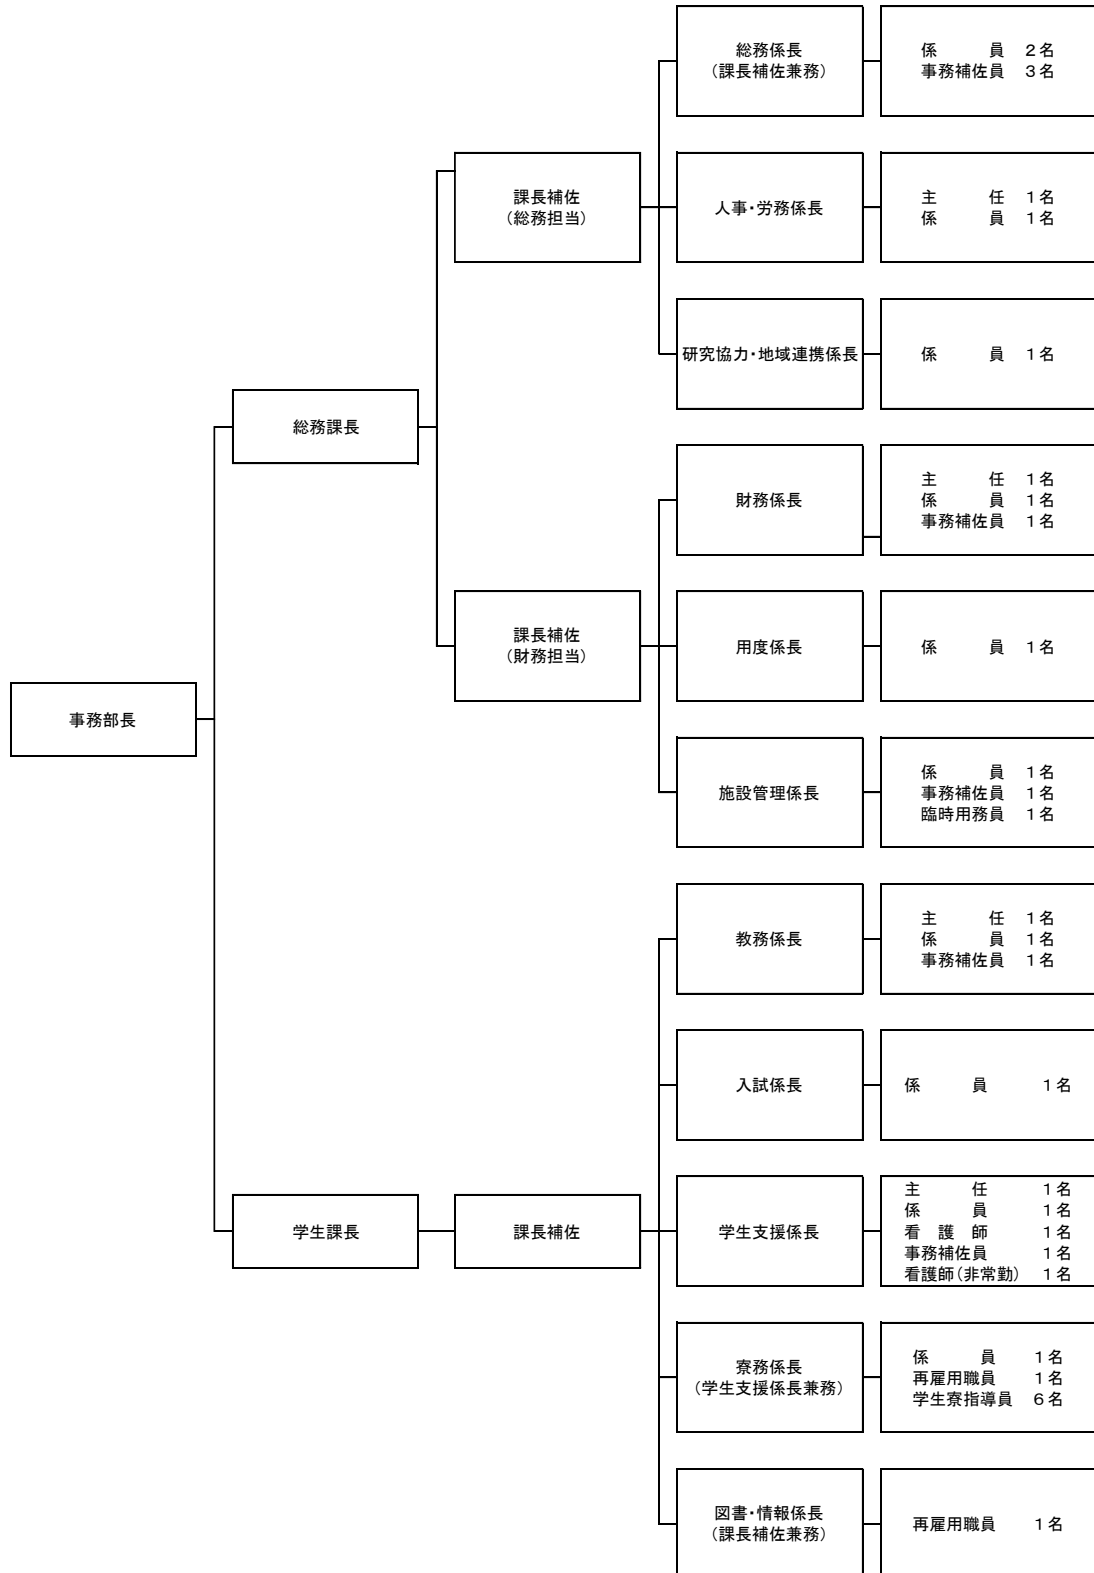 事務部長
総務課長
課長補佐
(総務担当)
総務係長
(課長補佐兼務)
係　　　員　２名
事務補佐員　３名
人事・労務係長
主　　　任　１名
係　　　員　１名
研究協力・地域連携係長
係　　　員　１名
課長補佐
(財務担当)
財務係長
主　　　任　１名
係　　　員　１名
事務補佐員　１名
用度係長
係　　　員　１名
施設管理係長
係　　　員　１名
事務補佐員　１名
臨時用務員　１名
学生課長
課長補佐
教務係長
主　　　任　１名
係　　　員　１名
事務補佐員　１名
入試係長
係　　　員　　　１名
学生支援係長
主　　　任　　　１名
係　　　員　　　１名
看　護　師　　　１名
事務補佐員　　　１名
看護師(非常勤)　１名
寮務係長
(学生支援係長兼務)
係　　　員　　１名
再雇用職員　　１名
学生寮指導員　６名
図書・情報係長
(課長補佐兼務)
再雇用職員　　１名